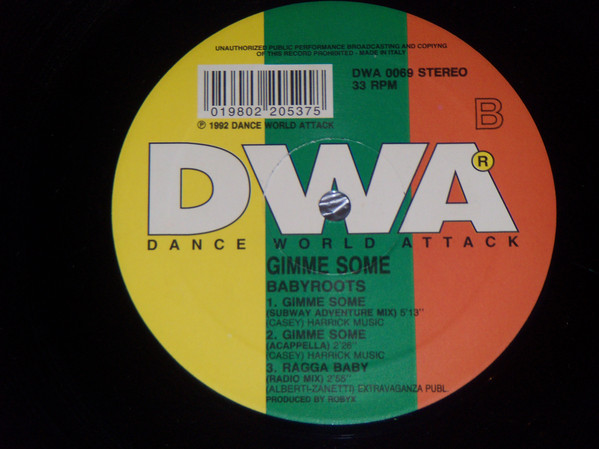 UNAUTHORIZED PUBLIC PERFORMANCE BROADCASTING AND COPIYNG
OF THIS RECORD PROHIBITED - MADE IN ITALY
DWA 0069 STEREO
33 RPM
019802 205375
℗ 1992 DANCE WORLD ATTACK
B
DWA®
DANCE WORLD ATTACK
GIMME SOME
BABYROOTS
1. GIMME SOME
(SUBWAY ADVENTURE MIX) 5'13''
(CASEY) HARRICK MUSIC
2. GIMME SOME
(ACAPPELLA) 2'28''
(CASEY) HARRICK MUSIC
3. RAGGA BABY
(RADIO MIX) 2'56''
(ALBERTI-ZANETTI) EXTRAVAGANZA PUBL.
PRODUCED BY ROBYX